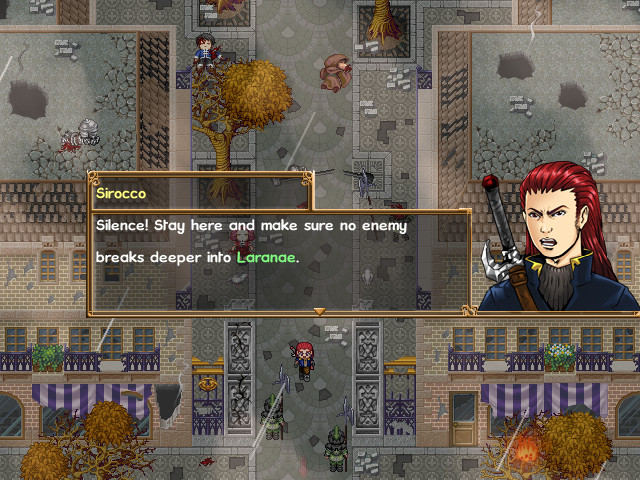 Sirocco
Silence! Stay here and make sure no enemy
breaks deeper into Laranae.